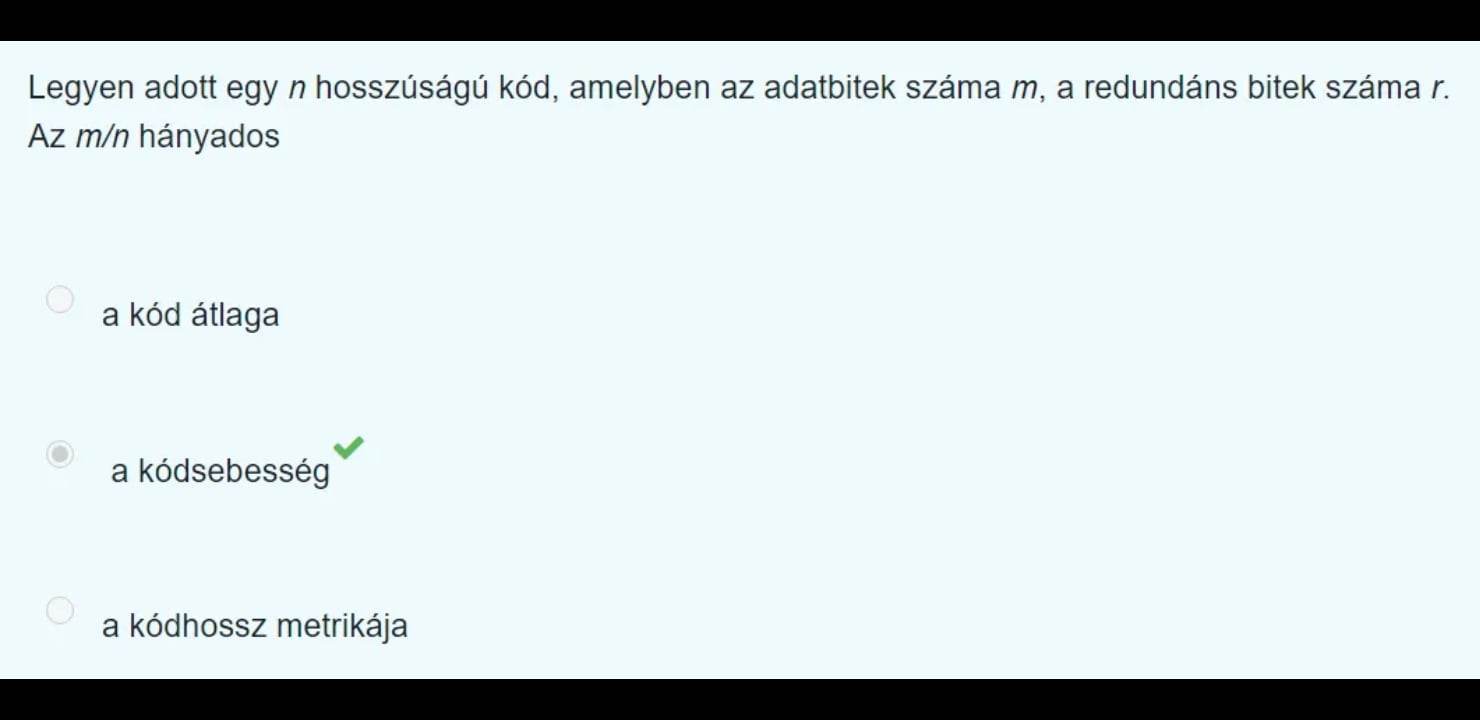 Legyen adott egy n hosszúságú kód, amelyben az adatbitek száma m, a redundáns bitek száma r.
Az m/n hányados
a kód átlaga
a kódsebesség
a kódhossz metrikája